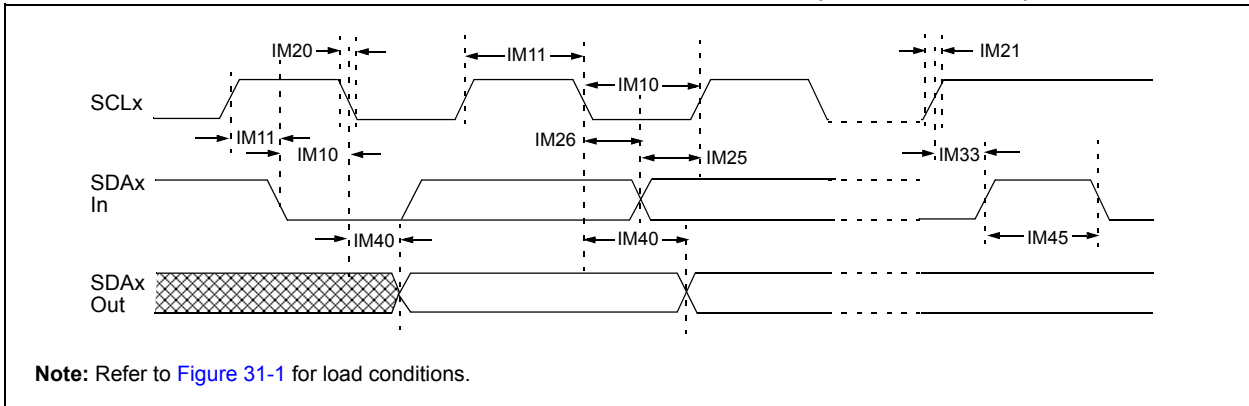 IM20
IM11
IM21
IM10
SCLx
IM11
IM26
IM10
IM25
IM33
SDAx
In
IM40
IM40
IM45
SDAx
Out
Note: Refer to Figure 31-1 for load conditions.